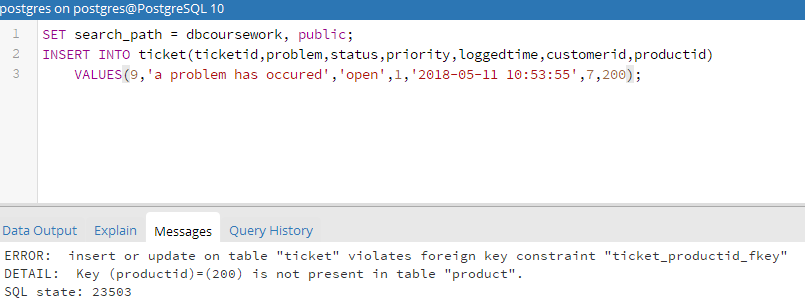 postgres on postgres@PostgreSQL 10
1 SET search_path = dbcoursework, public;
2 INSERT INTO ticket(ticketid,problem,status,priority,loggedtime,customerid,productid)
3 VALUES(9,'a problem has occured','open',1,'2018-05-11 10:53:55',7,200);
Data Output Explain Messages Query History
ERROR: insert or update on table "ticket" violates foreign key constraint "ticket_productid_fkey"
DETAIL: Key (productid)=(200) is not present in table "product".
SQL state: 23503